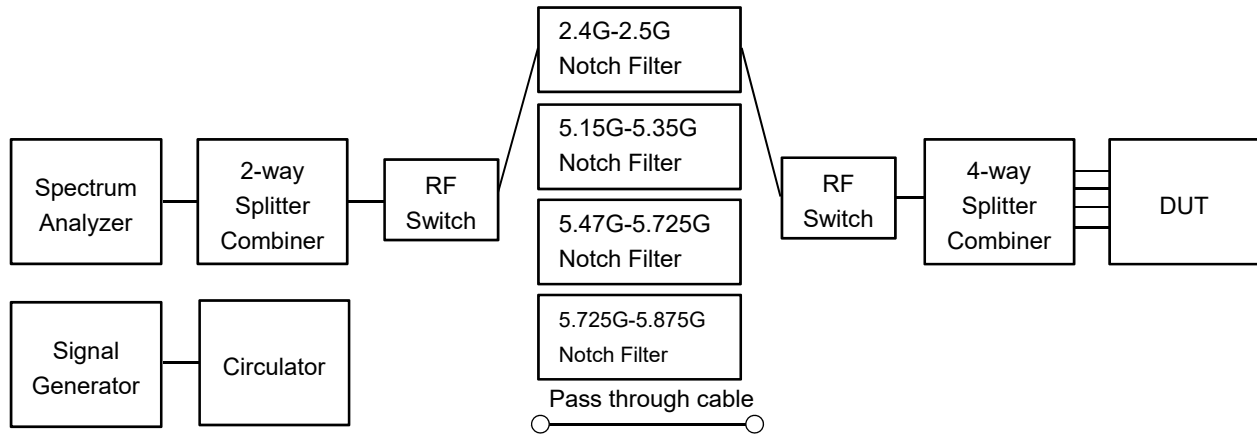 2.4G-2.5G
Notch Filter
5.15G-5.35G
Notch Filter
5.47G-5.725G
Notch Filter
5.725G-5.875G
Notch Filter
Pass through cable
Spectrum
Analyzer
2-way
Splitter
Combiner
RF
Switch
RF
Switch
4-way
Splitter
Combiner
DUT
Signal
Generator
Circulator